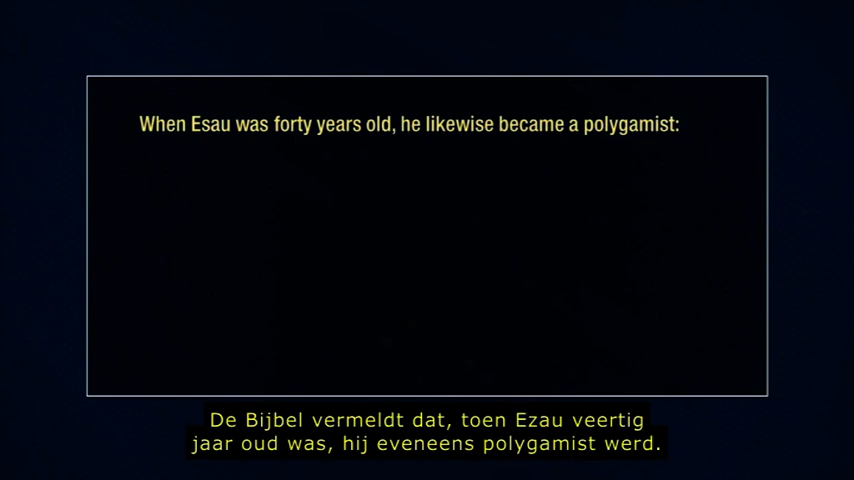 When Esau was forty years old, he likewise became a polygamist:
De Bijbel vermeldt dat, toen Ezau veertig
jaar oud was, hij eveneens polygamist werd.